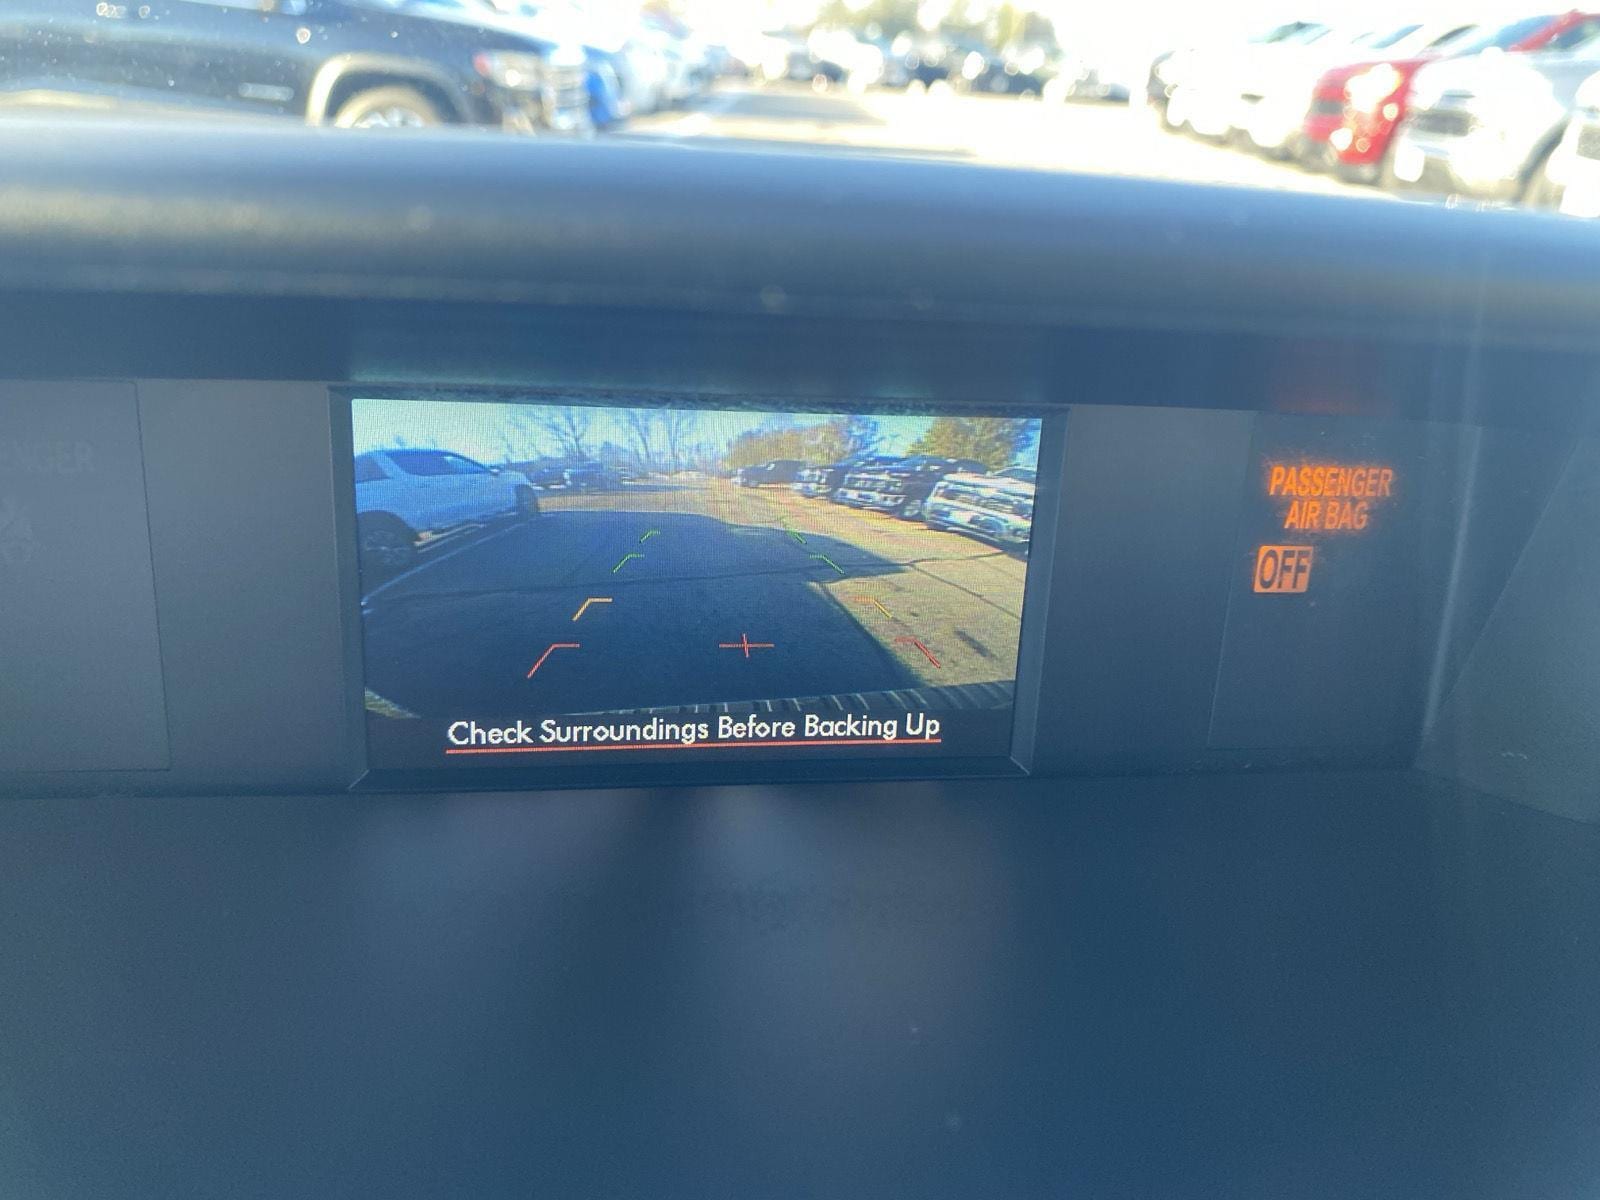 Check Surroundings Before Backing Up
PASSENGER
AIR BAG
OFF